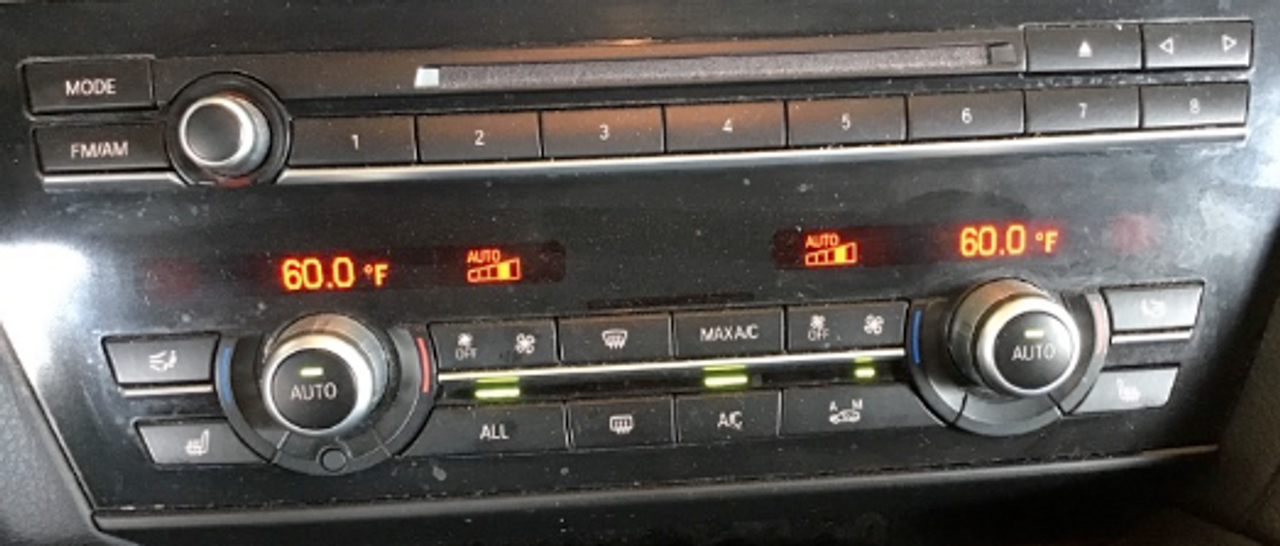 MODE
FM/AM 1 2 3 4 5 6 7 8
60.0 °F AUTO AUTO 60.0 °F
OFF MAX A/C OFF
AUTO AUTO
ALL A/C A M